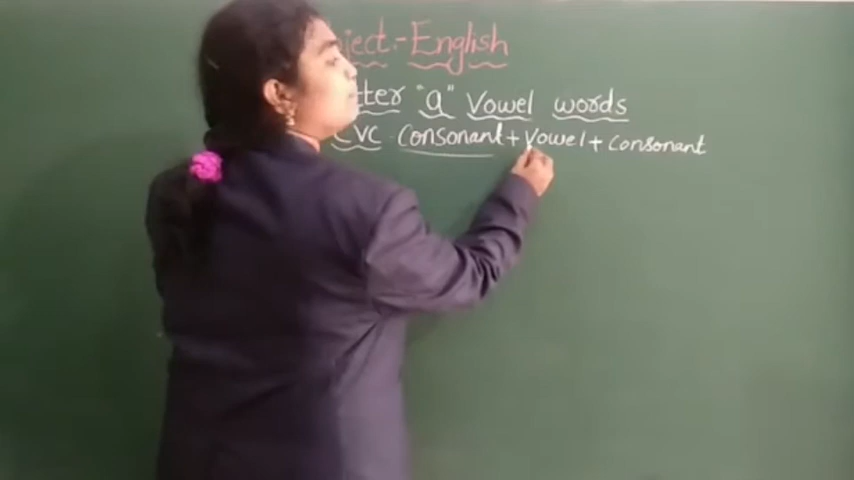 ject.- English
tter "a" Vowel words
VC Consonant + Vowel + Consonant